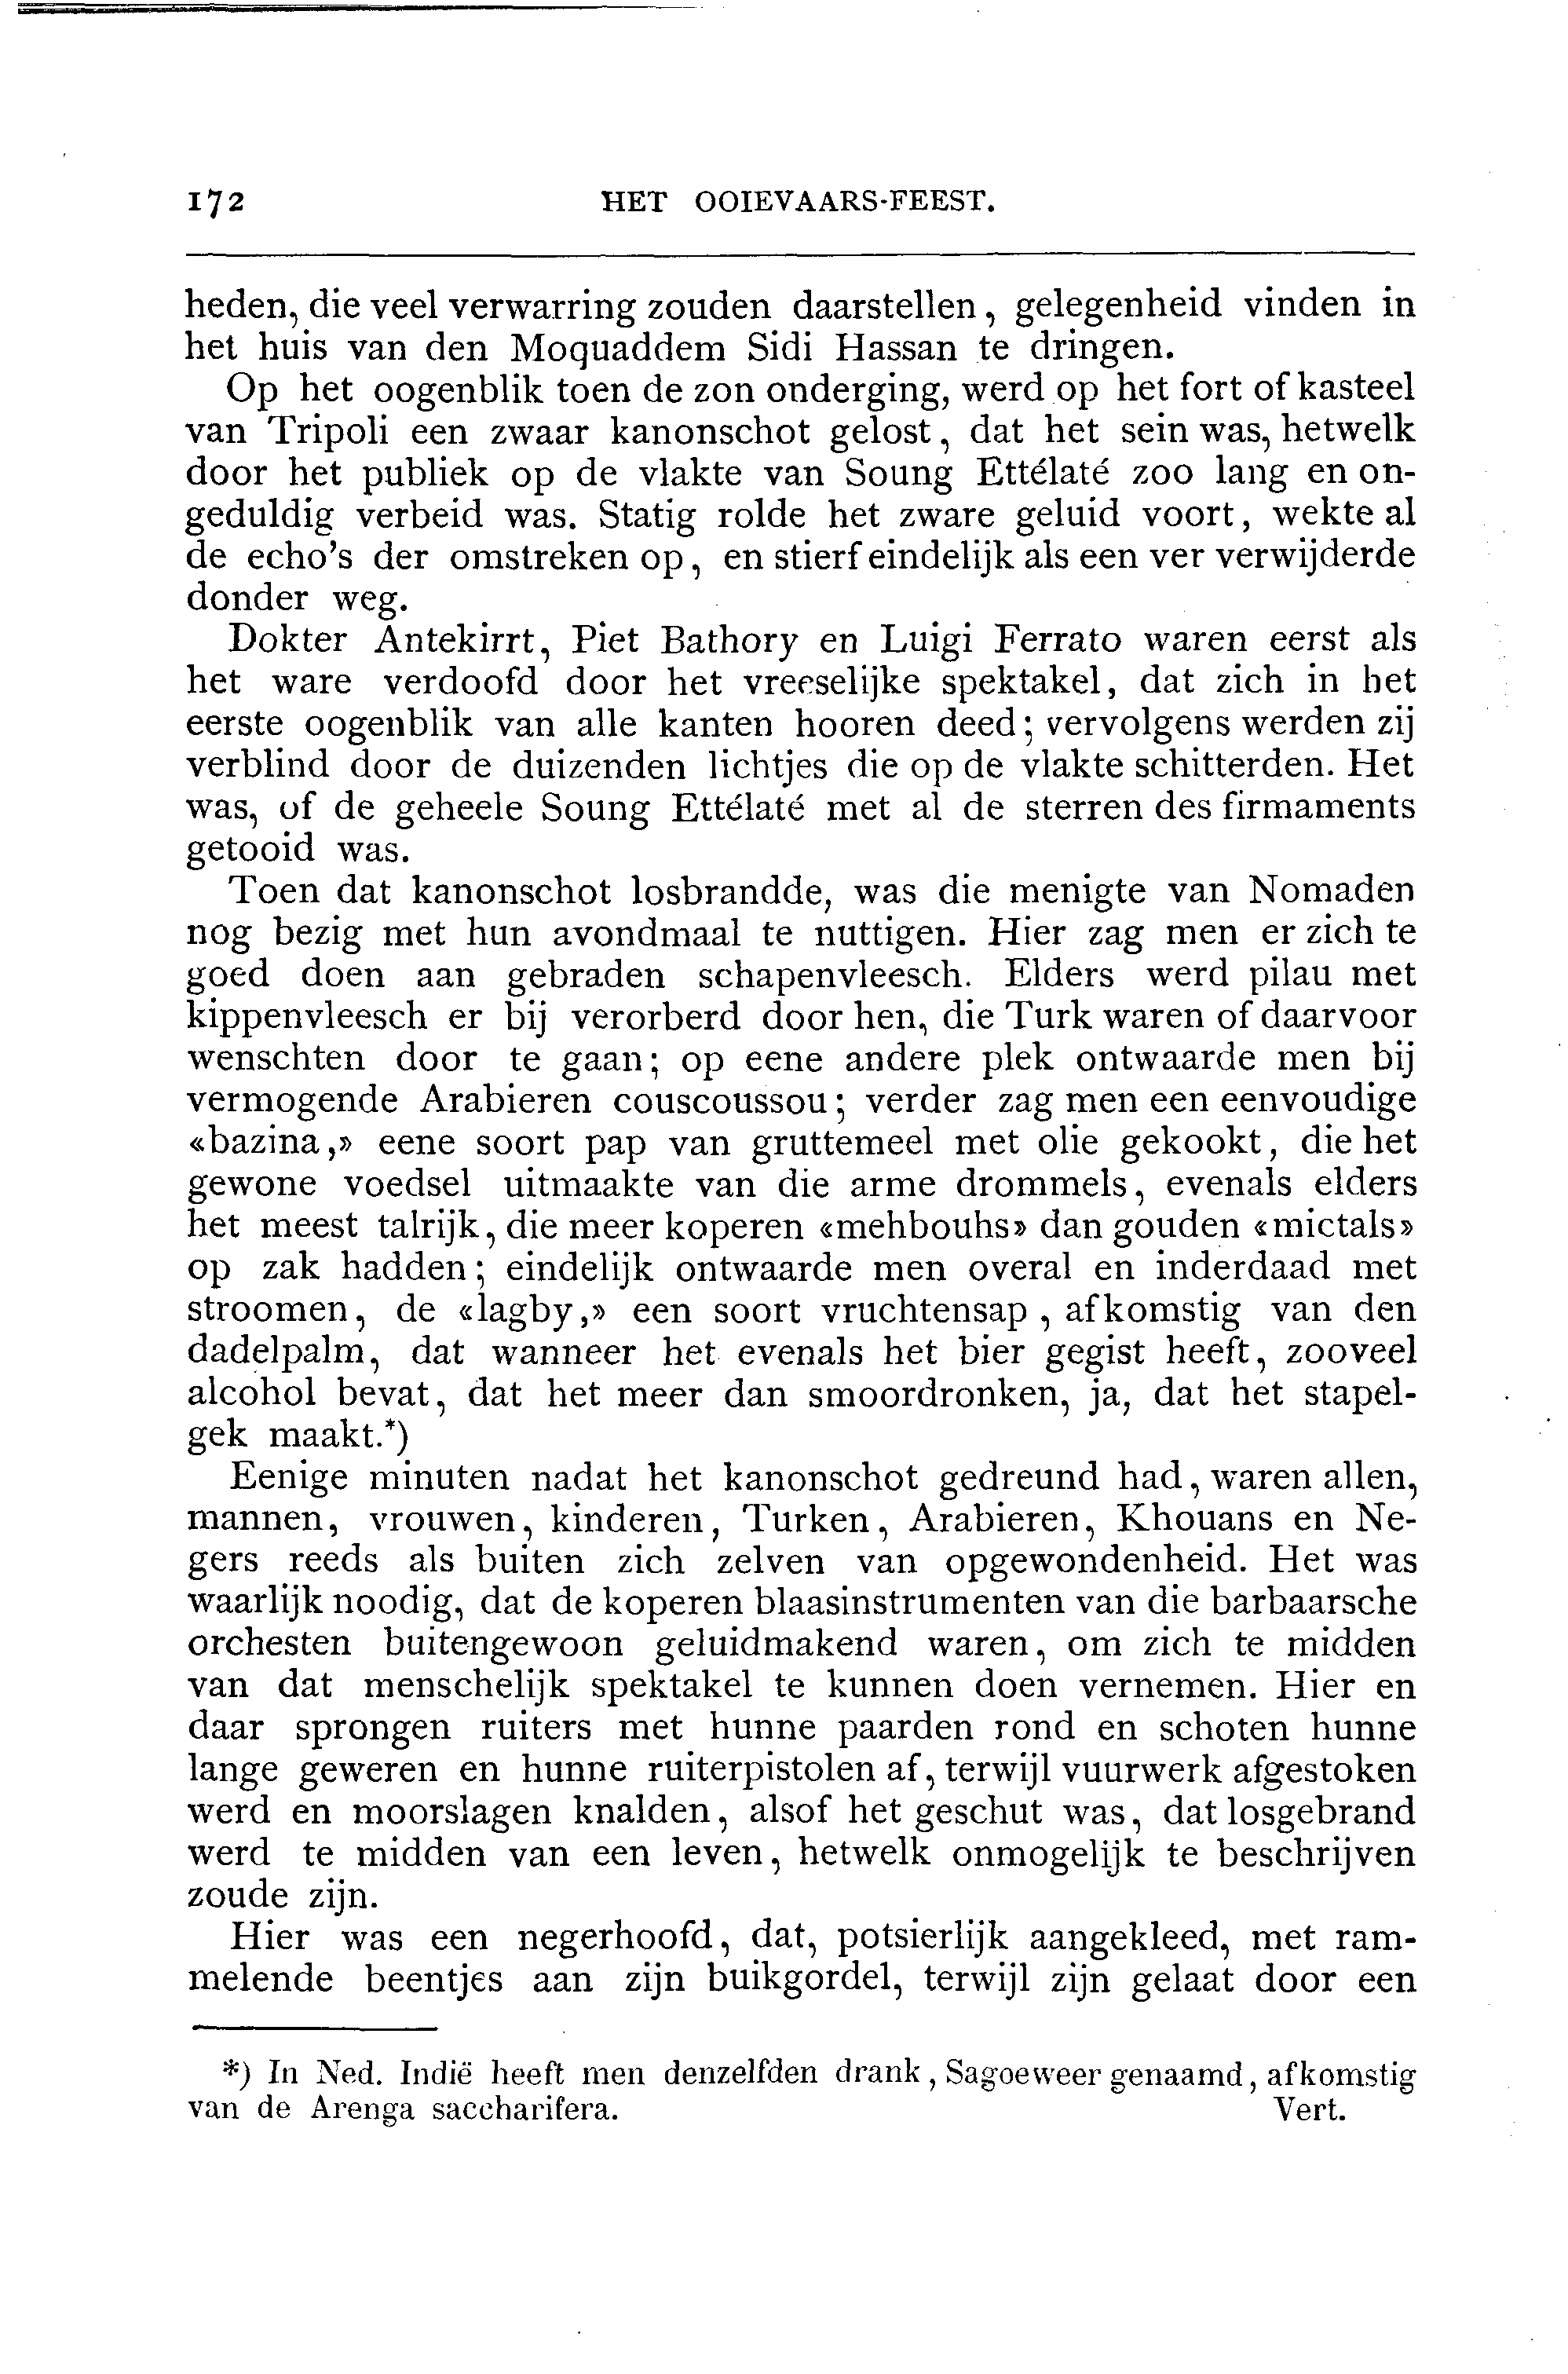 172 HET OOIEVAARS-FEEST.
heden, die veel verwarring zouden daarstellen, gelegenheid vinden in
het huis van den Moquaddem Sidi Hassan te dringen.
Op het oogenblik toen de zon onderging, werd op het fort of kasteel
van Tripoli een zwaar kanonschot gelost, dat het sein was, hetwelk
door het publiek op de vlakte van Soung Ettélaté zoo lang en on-
geduldig verbeid was. Statig rolde het zware geluid voort, wekte al
de echo's der omstreken op, en stierf eindelijk als een ver verwijderde
donder weg.
Dokter Antekirrt, Piet Bathory en Luigi Ferrato waren eerst als
het ware verdoofd door het vreeselijke spektakel, dat zich in het
eerste oogenblik van alle kanten hooren deed; vervolgens werden zij
verblind door de duizenden lichtjes die op de vlakte schitterden. Het
was, of de geheele Soung Ettélaté met al de sterren des firmaments
getooid was.
Toen dat kanonschot losbrandde, was die menigte van Nomaden
nog bezig met hun avondmaal te nuttigen. Hier zag men er zich te
goed doen aan gebraden schapenvleesch. Elders werd pilau met
kippenvleesch er bij verorberd door hen, die Turk waren of daarvoor
wenschten door te gaan; op eene andere plek ontwaarde men bij
vermogende Arabieren couscoussou; verder zag men een eenvoudige
«bazina,» eene soort pap van gruttemeel met olie gekookt, die het
gewone voedsel uitmaakte van die arme drommels, evenals elders
het meest talrijk, die meer koperen «mehbouhs» dan gouden «mictals»
op zak hadden; eindelijk ontwaarde men overal en inderdaad met
stroomen, de «lagby,» een soort vruchtensap, afkomstig van den
dadelpalm, dat wanneer het evenals het bier gegist heeft, zooveel
alcohol bevat, dat het meer dan smoordronken, ja, dat het stapel-
gek maakt.*)
Eenige minuten nadat het kanonschot gedreund had, waren allen,
mannen, vrouwen, kinderen, Turken, Arabieren, Khouans en Ne-
gers reeds als buiten zich zelven van opgewondenheid. Het was
waarlijk noodig, dat de koperen blaasinstrumenten van die barbaarsche
orchesten buitengewoon geluidmakend waren, om zich te midden
van dat menschelijk spektakel te kunnen doen vernemen. Hier en
daar sprongen ruiters met hunne paarden rond en schoten hunne
lange geweren en hunne ruiterpistolen af, terwijl vuurwerk afgestoken
werd en moorslagen knalden, alsof het geschut was, dat losgebrand
werd te midden van een leven, hetwelk onmogelijk te beschrijven
zoude zijn.
Hier was een negerhoofd, dat, potsierlijk aangekleed, met ram-
melende beentjes aan zijn buikgordel, terwijl zijn gelaat door een
*) In Ned. Indië heeft men denzelfden drank, Sagoeweer genaamd, afkomstig
van de Arenga saccharifera. Vert.